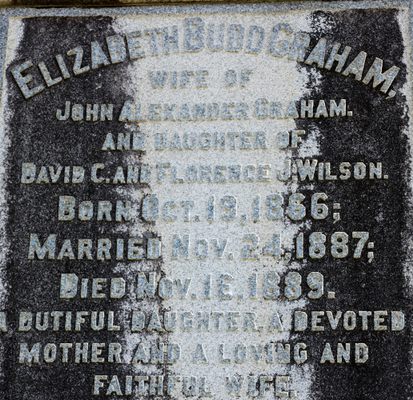 ELIZABETH BUDD GRAHAM,
WIFE OF
JOHN ALEXANDER GRAHAM.
AND DAUGHTER OF
DAVID C. AND FLORENCE J. WILSON.
BORN OCT. 19, 1866;
MARRIED NOV. 24, 1887;
DIED NOV. 16, 1889.
A DUTIFUL DAUGHTER, A DEVOTED
MOTHER, AND A LOVING AND
FAITHFUL WIFE.